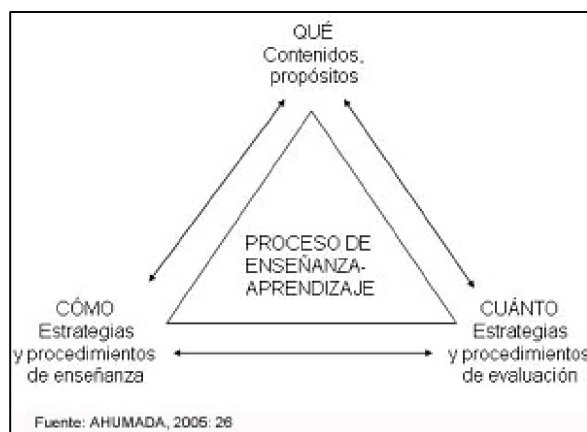 QUÉ
Contenidos,
propósitos
PROCESO DE
ENSEÑANZA-
APRENDIZAJE
CÓMO
Estrategias
y procedimientos
de enseñanza
CUÁNTO
Estrategias
y procedimientos
de evaluación
Fuente: AHUMADA, 2005: 26